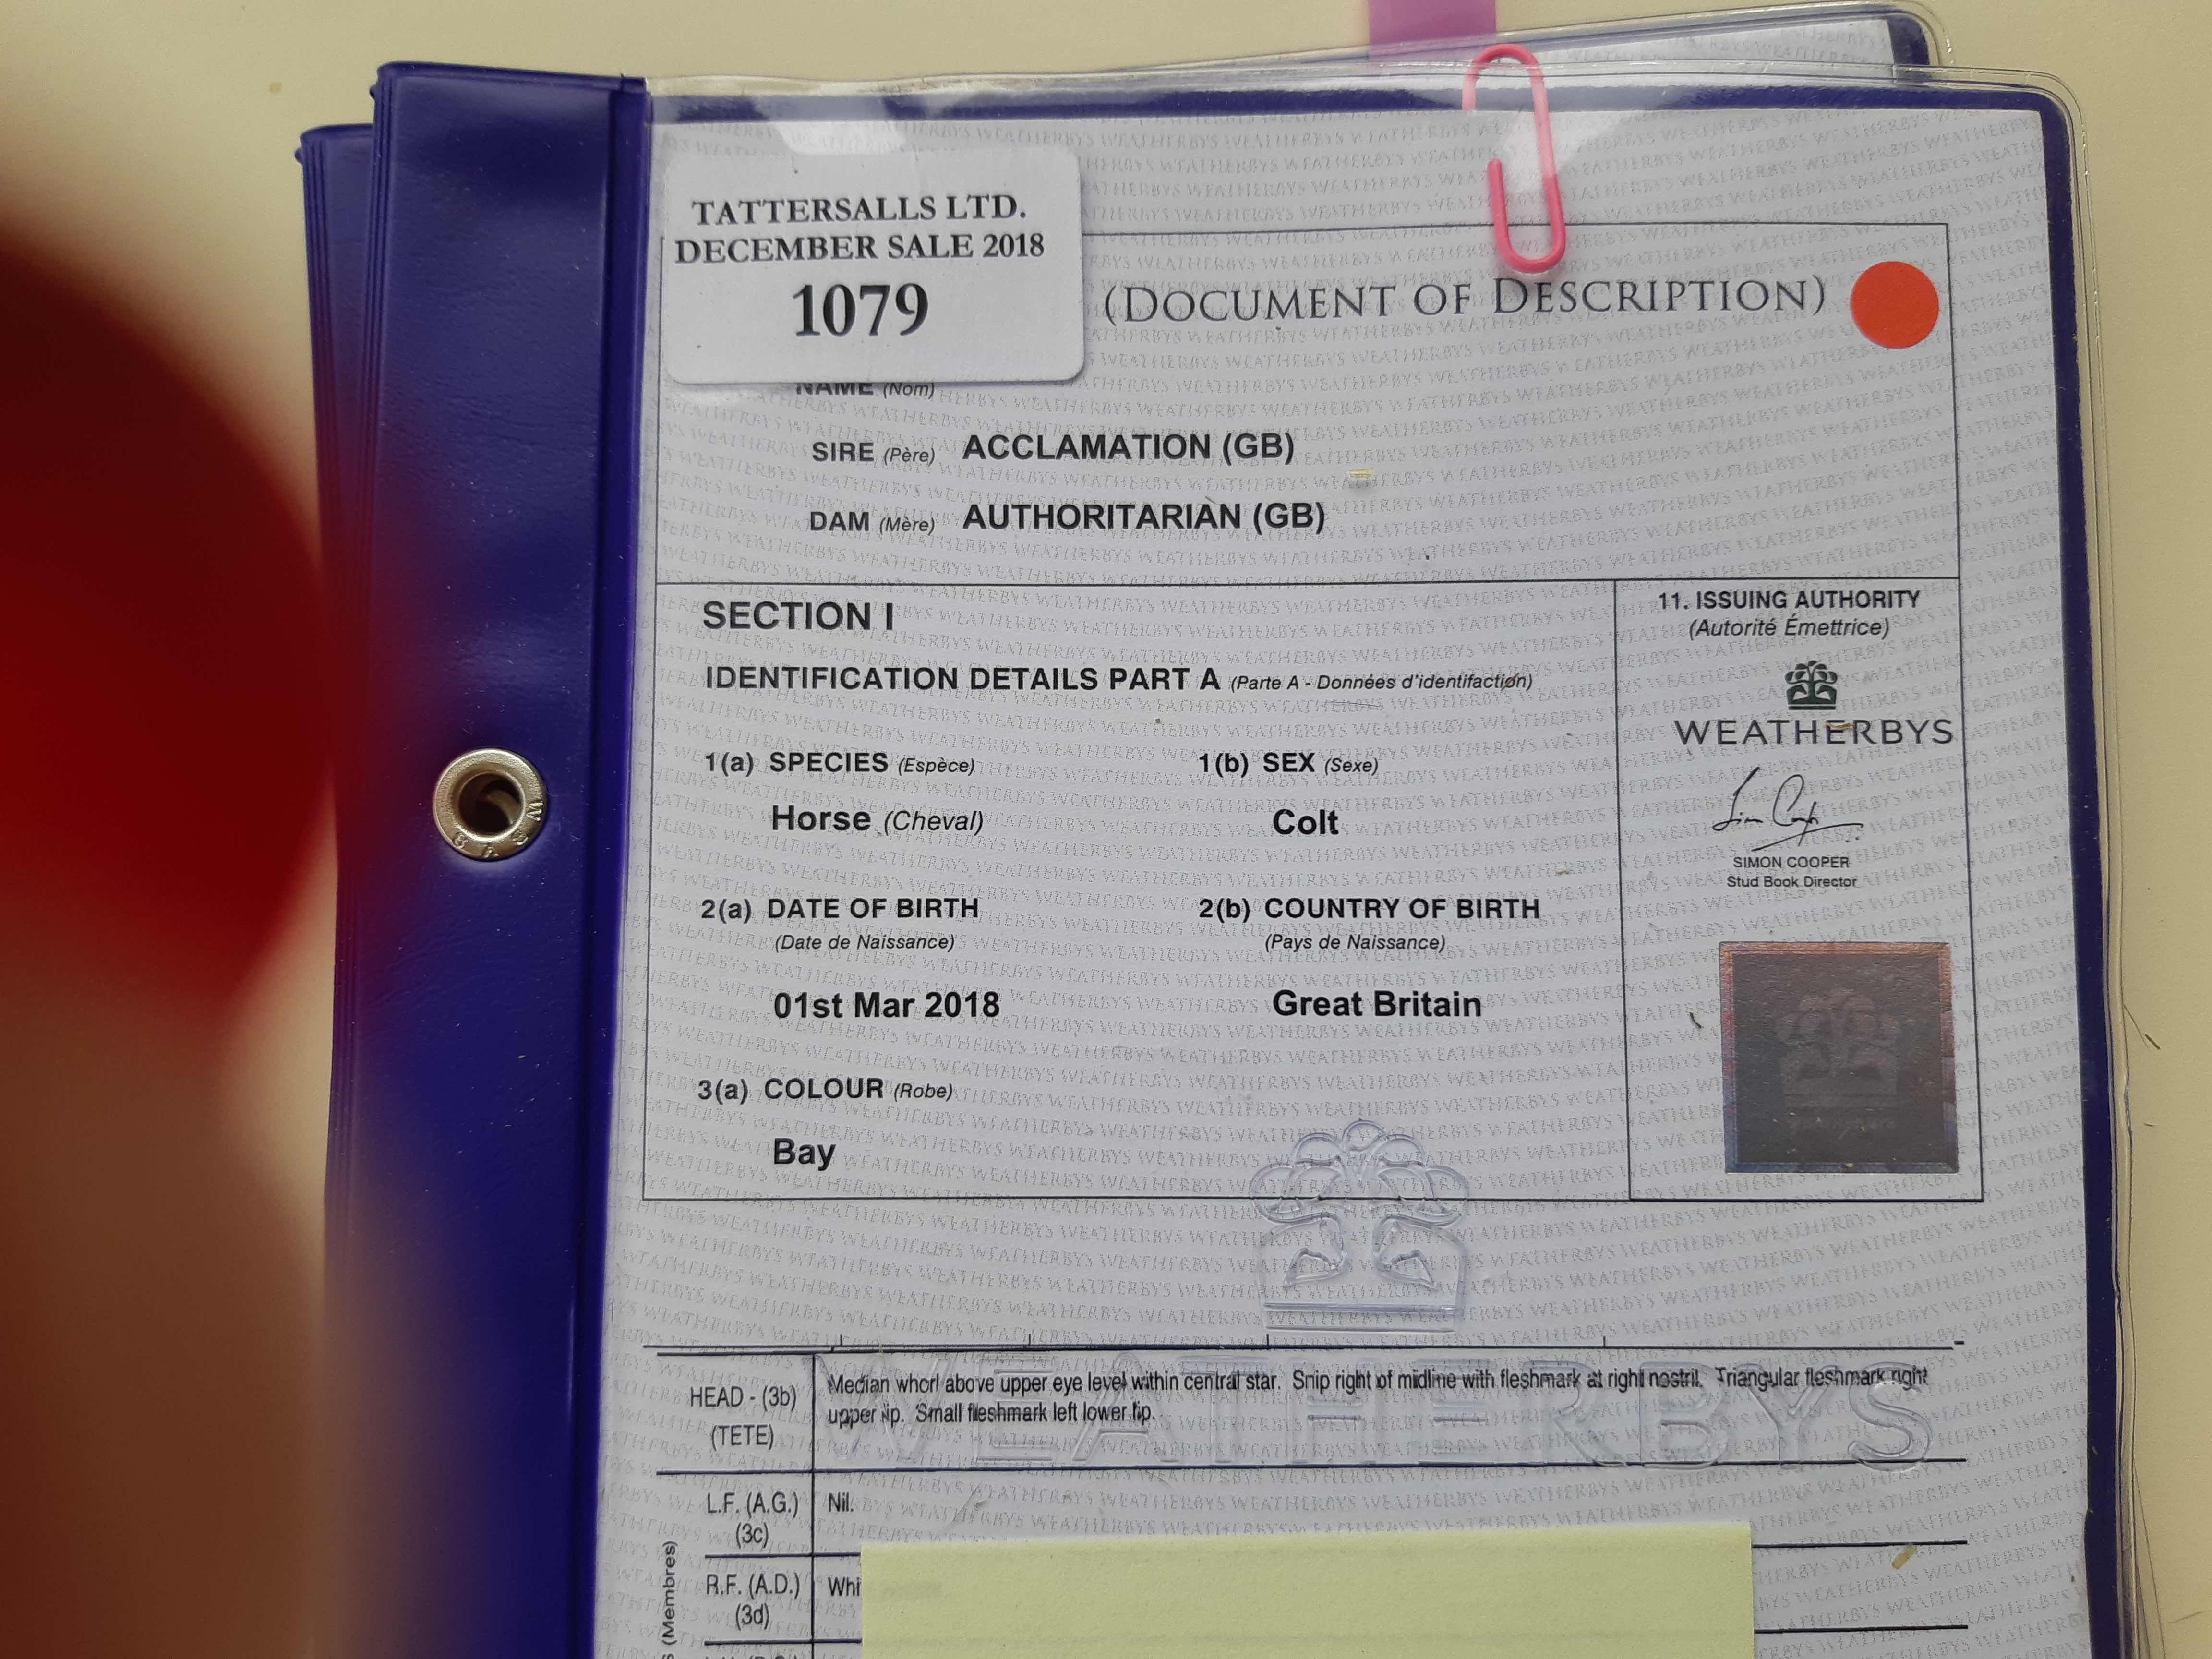 TATTERSALLS LTD.
DECEMBER SALE 2018
1079
(DOCUMENT OF DESCRIPTION)
NAME (Nom)
SIRE (Père) ACCLAMATION (GB)
DAM (Mère) AUTHORITARIAN (GB)
SECTION I
IDENTIFICATION DETAILS PART A (Parte A - Données d'identifaction)
1(a) SPECIES (Espèce)
1(b) SEX (Sexe)
Horse (Cheval)
Colt
2(a) DATE OF BIRTH
(Date de Naissance)
2(b) COUNTRY OF BIRTH
(Pays de Naissance)
01st Mar 2018
Great Britain
3(a) COLOUR (Robe)
Bay
11. ISSUING AUTHORITY
(Autorité Émettrice)
WEATHERBYS
SIMON COOPER
Stud Book Director
HEAD - (3b)
(TETE)
Median whorl above upper eye level within central star. Snip right of midline with fleshmark at right nostril. Triangular fleshmark right
upper lip. Small fleshmark left lower lip.
WEATHERBYS
L.F. (A.G.)
(3c)
Nil.
R.F. (A.D.)
(3d)
Whi
(Membres)